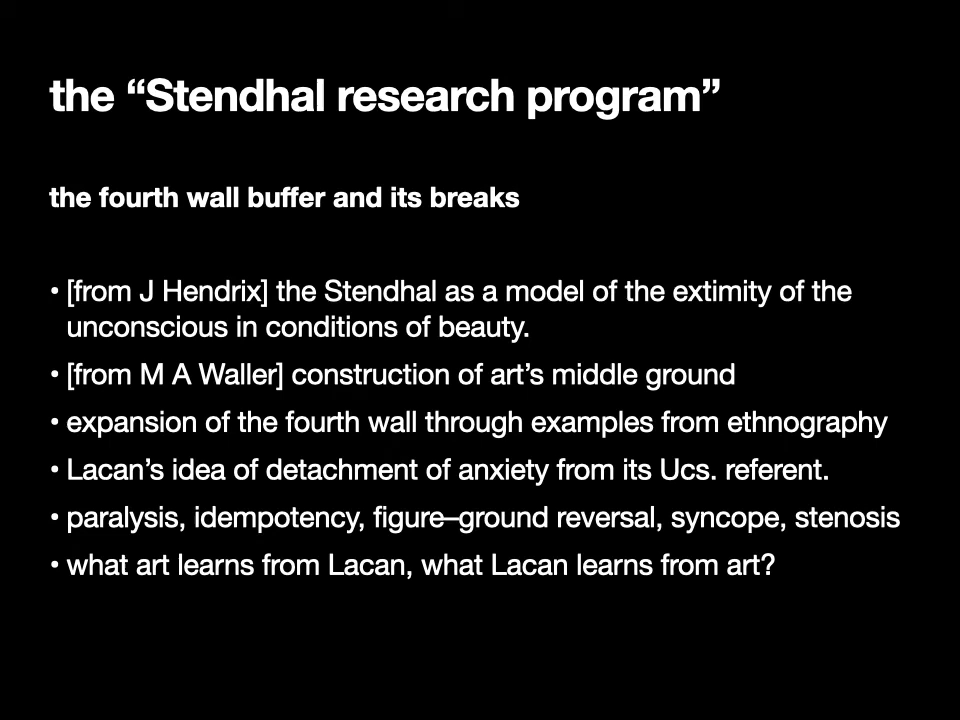 the “Stendhal research program”
the fourth wall buffer and its breaks
• [from J Hendrix] the Stendhal as a model of the extimity of the
unconscious in conditions of beauty.
• [from M A Waller] construction of art’s middle ground
• expansion of the fourth wall through examples from ethnography
• Lacan’s idea of detachment of anxiety from its Ucs. referent.
• paralysis, idempotency, figure—ground reversal, syncope, stenosis
• what art learns from Lacan, what Lacan learns from art?